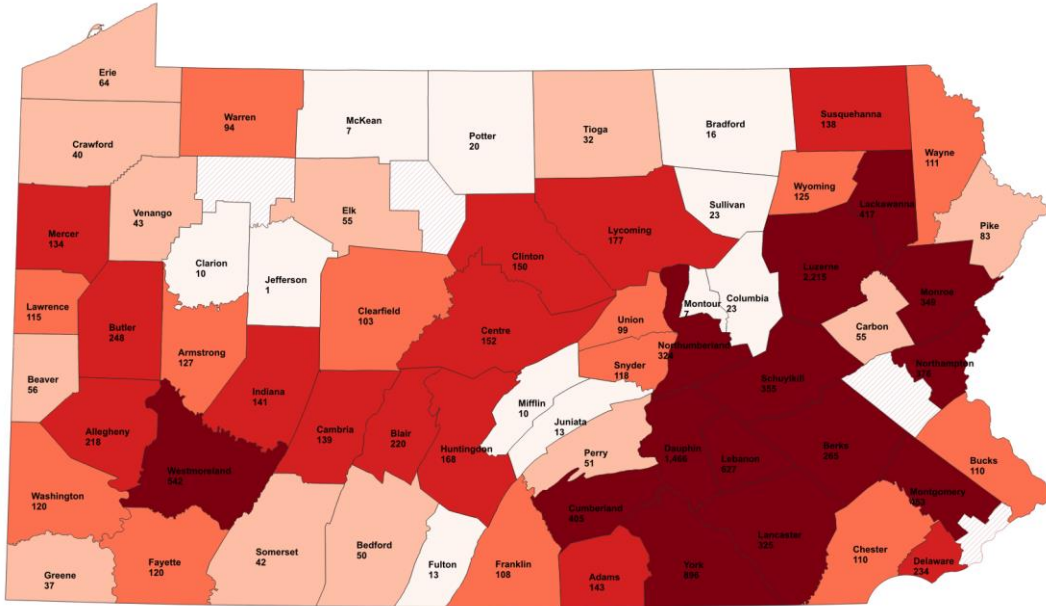 Erie
64
Warren
94
McKean
7
Potter
20
Tioga
32
Bradford
16
Susquehanna
138
Wayne
111
Crawford
40
Wyoming
125
Lackawanna
417
Venango
43
Elk
55
Sullivan
23
Pike
83
Mercer
134
Lycoming
177
Clinton
150
Clarion
10
Jefferson
1
Luzerne
2,215
Monroe
349
Lawrence
115
Clearfield
103
Montour
7
Columbia
23
Butler
248
Union
99
Centre
152
Carbon
55
Armstrong
127
Northumberland
324
Northampton
Snyder
118
Schuylkill
355
Beaver
56
Indiana
141
Mifflin
10
Juniata
13
Allegheny
218
Cambria
139
Blair
220
Huntingdon
168
Dauphin
Lebanon
427
Berks
265
Perry
51
Bucks
110
Westmoreland
542
Montgomery
Washington
120
Cumberland
Lancaster
325
Somerset
42
Bedford
50
Chester
110
Fayette
120
Fulton
13
Franklin
108
York
896
Delaware
234
Greene
37
Adams
143